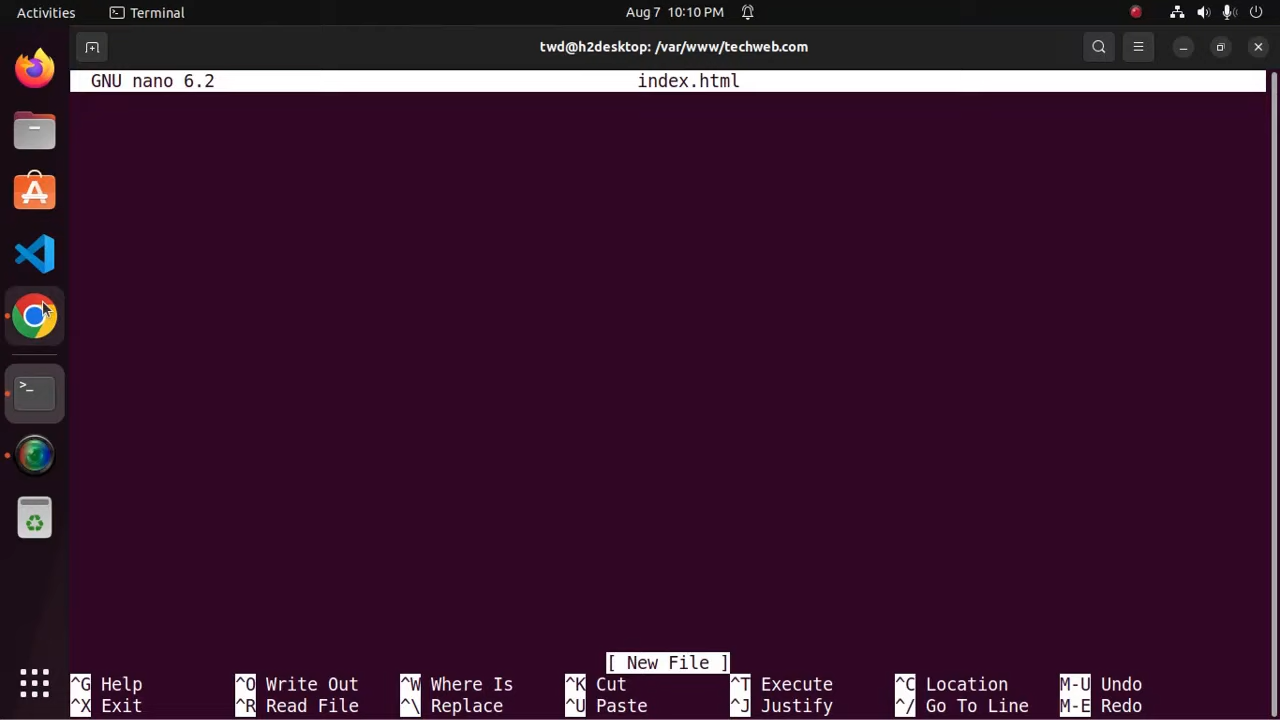 Activities Terminal Aug 7 10:10 PM
twd@h2desktop: /var/www/techweb.com
GNU nano 6.2 index.html
[ New File ]
^G Help ^O Write Out ^W Where Is ^K Cut ^T Execute ^C Location M-U Undo
^X Exit ^R Read File ^\ Replace ^U Paste ^J Justify ^/ Go To Line M-E Redo